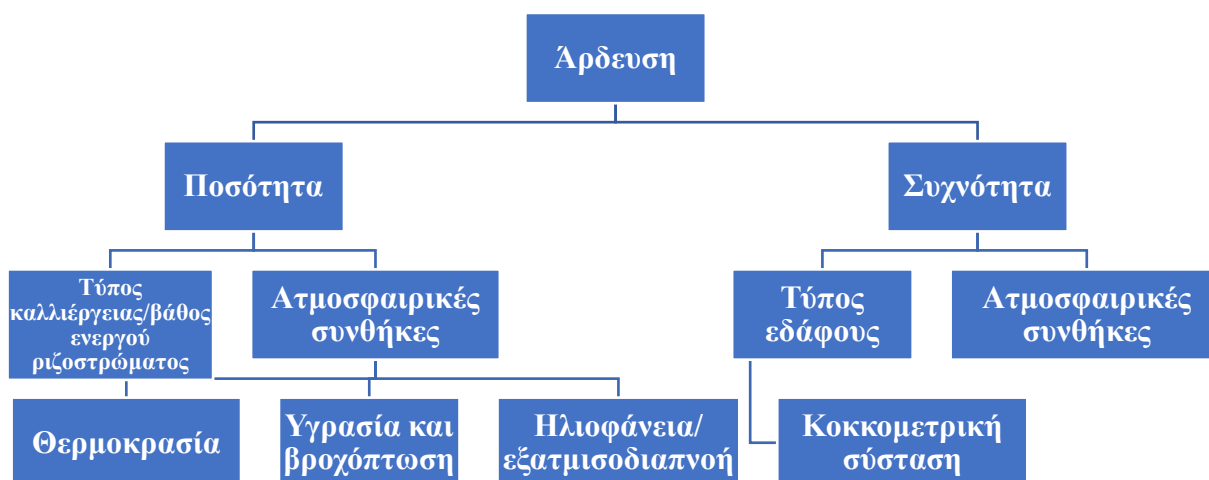 Άρδευση
Ποσότητα
Συχνότητα
Τύπος
καλλιέργειας/βάθος
ενεργού
ριζοστρώματος
Ατμοσφαιρικές
συνθήκες
Τύπος
εδάφους
Ατμοσφαιρικές
συνθήκες
Θερμοκρασία
Υγρασία και
βροχόπτωση
Ηλιοφάνεια/
εξατμισοδιαπνοή
Κοκκομετρική
σύσταση